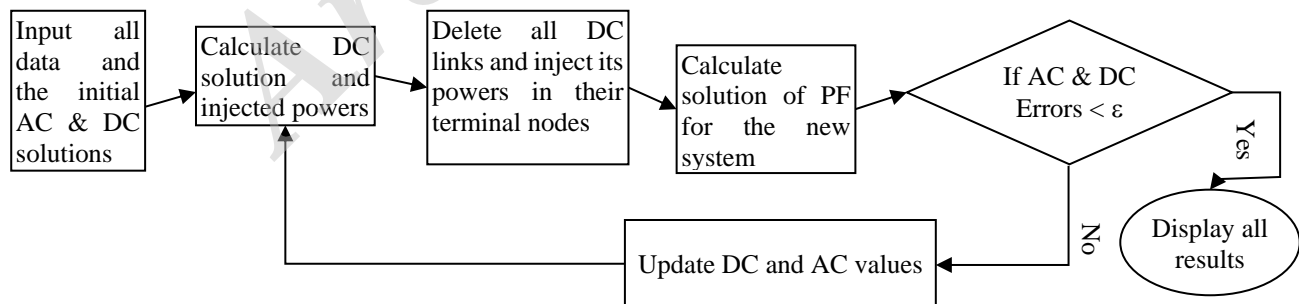 Input all
data and
the initial
AC & DC
solutions
Calculate DC
solution and
injected powers
Delete all DC
links and inject its
powers in their
terminal nodes
Calculate
solution of PF
for the new
system
If AC & DC
Errors < ε
Yes
No
Display all
results
Update DC and AC values